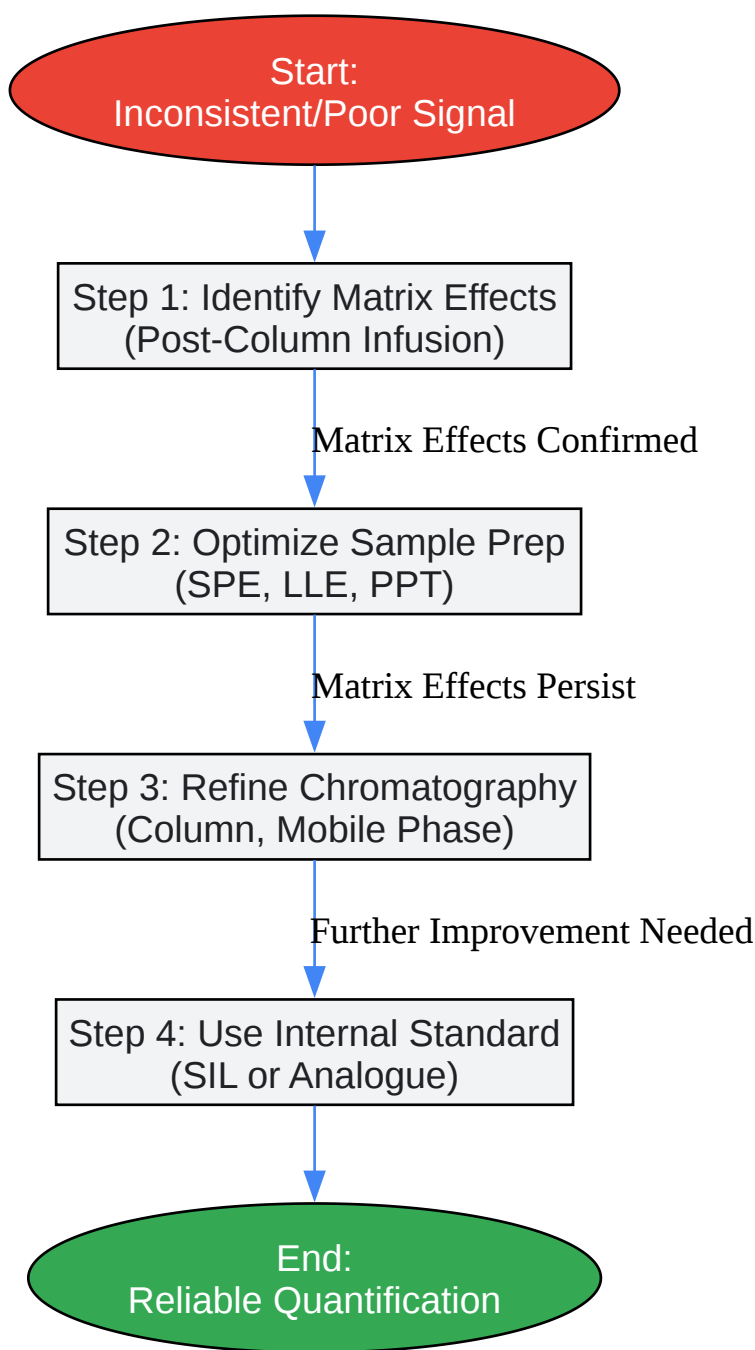 Start:
Inconsistent/Poor Signal
Step 1: Identify Matrix Effects
(Post-Column Infusion)
Matrix Effects Confirmed
Step 2: Optimize Sample Prep
(SPE, LLE, PPT)
Matrix Effects Persist
Step 3: Refine Chromatography
(Column, Mobile Phase)
Further Improvement Needed
Step 4: Use Internal Standard
(SIL or Analogue)
End:
Reliable Quantification